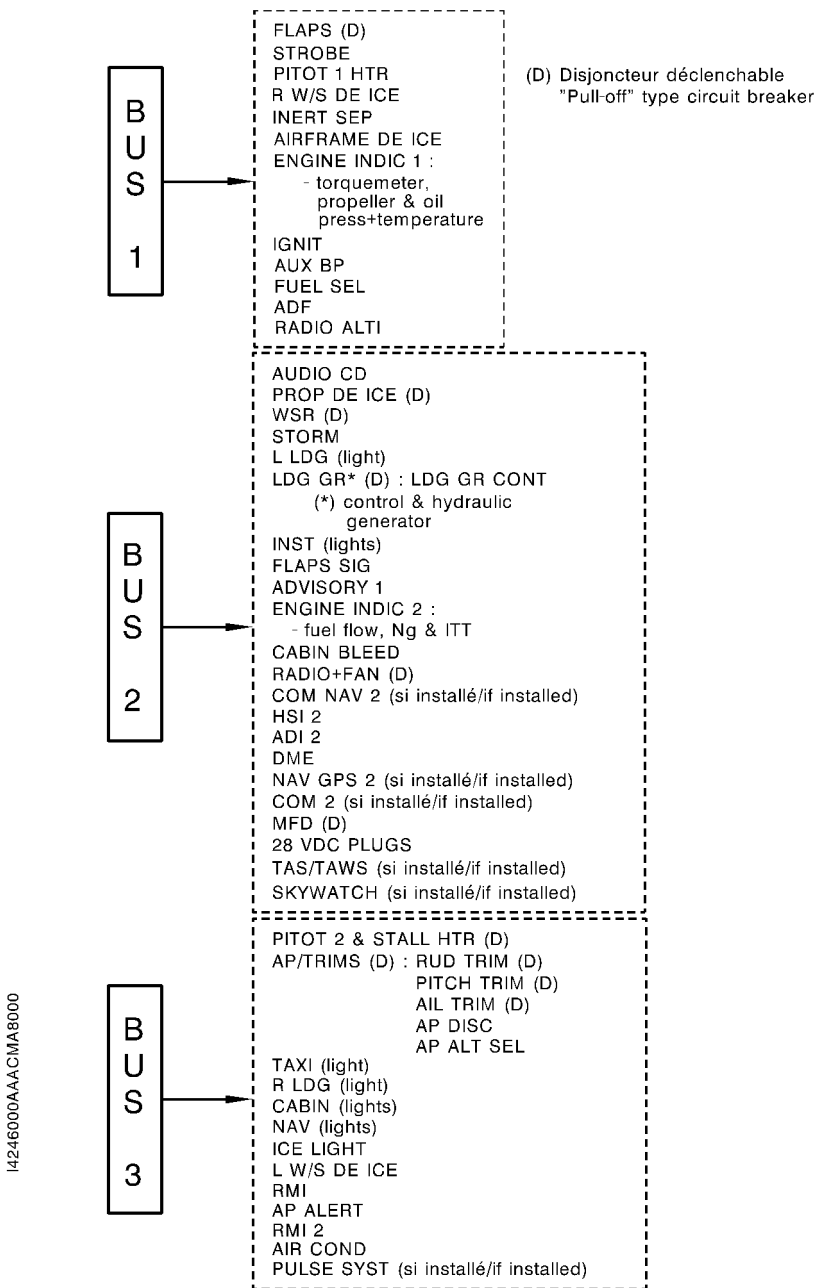 FLAPS (D)
STROBE
PITOT 1 HTR
R W/S DE ICE
INERT SEP
AIRFRAME DE ICE
ENGINE INDIC 1 :
- torquemeter,
propeller & oil
press+temperature
IGNIT
AUX BP
FUEL SEL
ADF
RADIO ALTI
BUS 1
(D) Disjoncteur déclenchable
"Pull-off" type circuit breaker
AUDIO CD
PROP DE ICE (D)
WSR (D)
STORM
L LDG (light)
LDG GR* (D) : LDG GR CONT
(*) control & hydraulic
generator
INST (lights)
FLAPS SIG
ADVISORY 1
ENGINE INDIC 2 :
- fuel flow, Ng & ITT
CABIN BLEED
RADIO+FAN (D)
COM NAV 2 (si installé/if installed)
HSI 2
ADI 2
DME
NAV GPS 2 (si installé/if installed)
COM 2 (si installé/if installed)
MFD (D)
28 VDC PLUGS
TAS/TAWS (si installé/if installed)
SKYWATCH (si installé/if installed)
BUS 2
PITOT 2 & STALL HTR (D)
AP/TRIMS (D) : RUD TRIM (D)
PITCH TRIM (D)
AIL TRIM (D)
AP DISC
AP ALT SEL
TAXI (light)
R LDG (light)
CABIN (lights)
NAV (lights)
ICE LIGHT
L W/S DE ICE
RMI
AP ALERT
RMI 2
AIR COND
PULSE SYST (si installé/if installed)
BUS 3
I4246000AAACMA8000